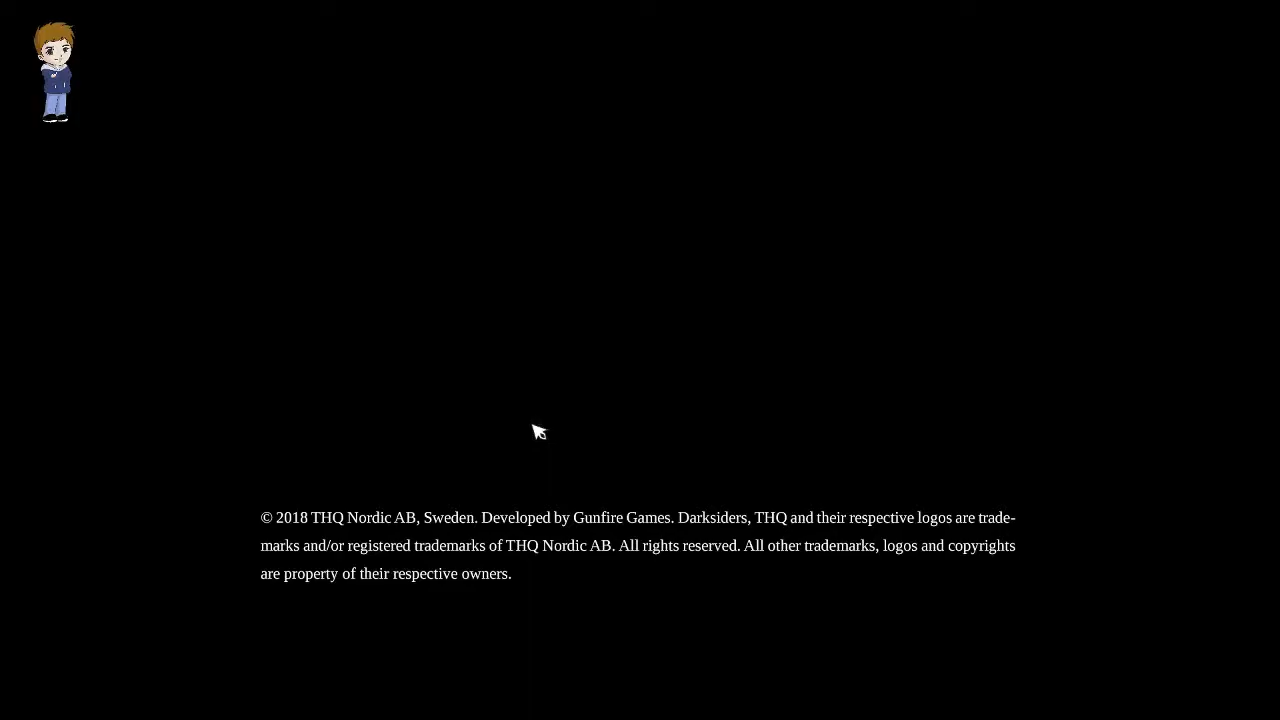 © 2018 THQ Nordic AB, Sweden. Developed by Gunfire Games. Darksiders, THQ and their respective logos are trade-
marks and/or registered trademarks of THQ Nordic AB. All rights reserved. All other trademarks, logos and copyrights
are property of their respective owners.